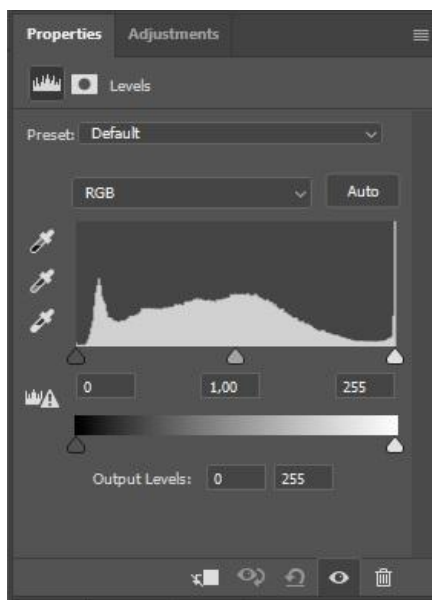 Properties Adjustments
Levels
Preset: Default
RGB Auto
0 1,00 255
Output Levels: 0 255